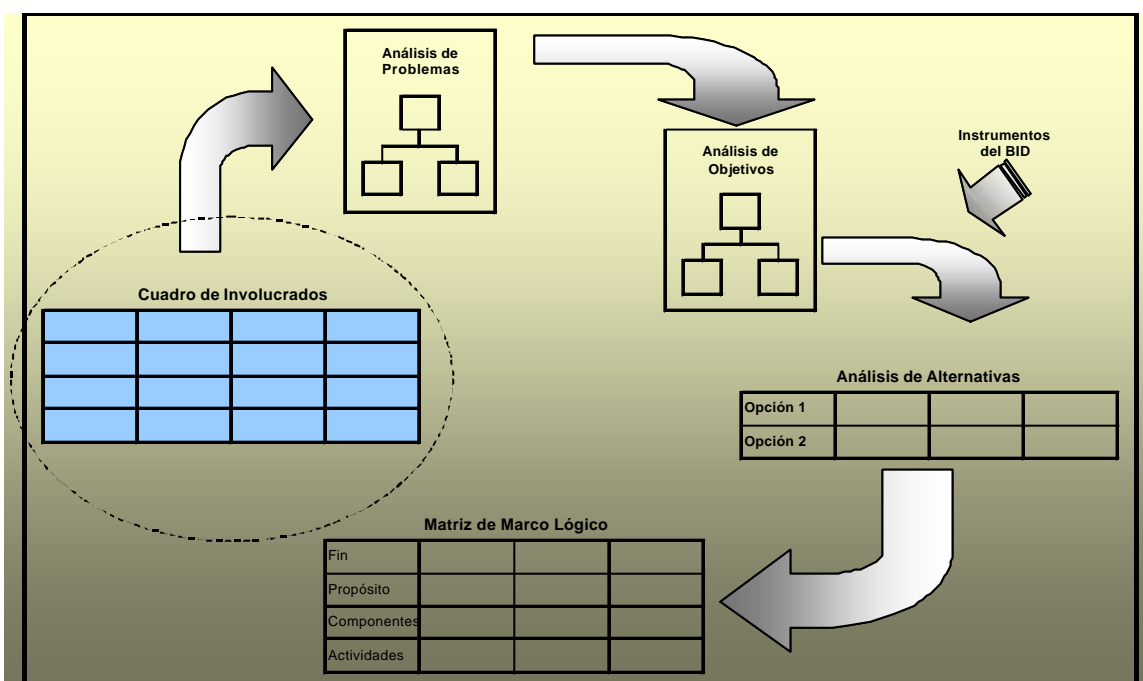 Análisis de
Problemas
Análisis de
Objetivos
Instrumentos
del BID
Cuadro de Involucrados
Análisis de Alternativas
Opción 1
Opción 2
Matriz de Marco Lógico
Fin
Propósito
Componentes
Actividades